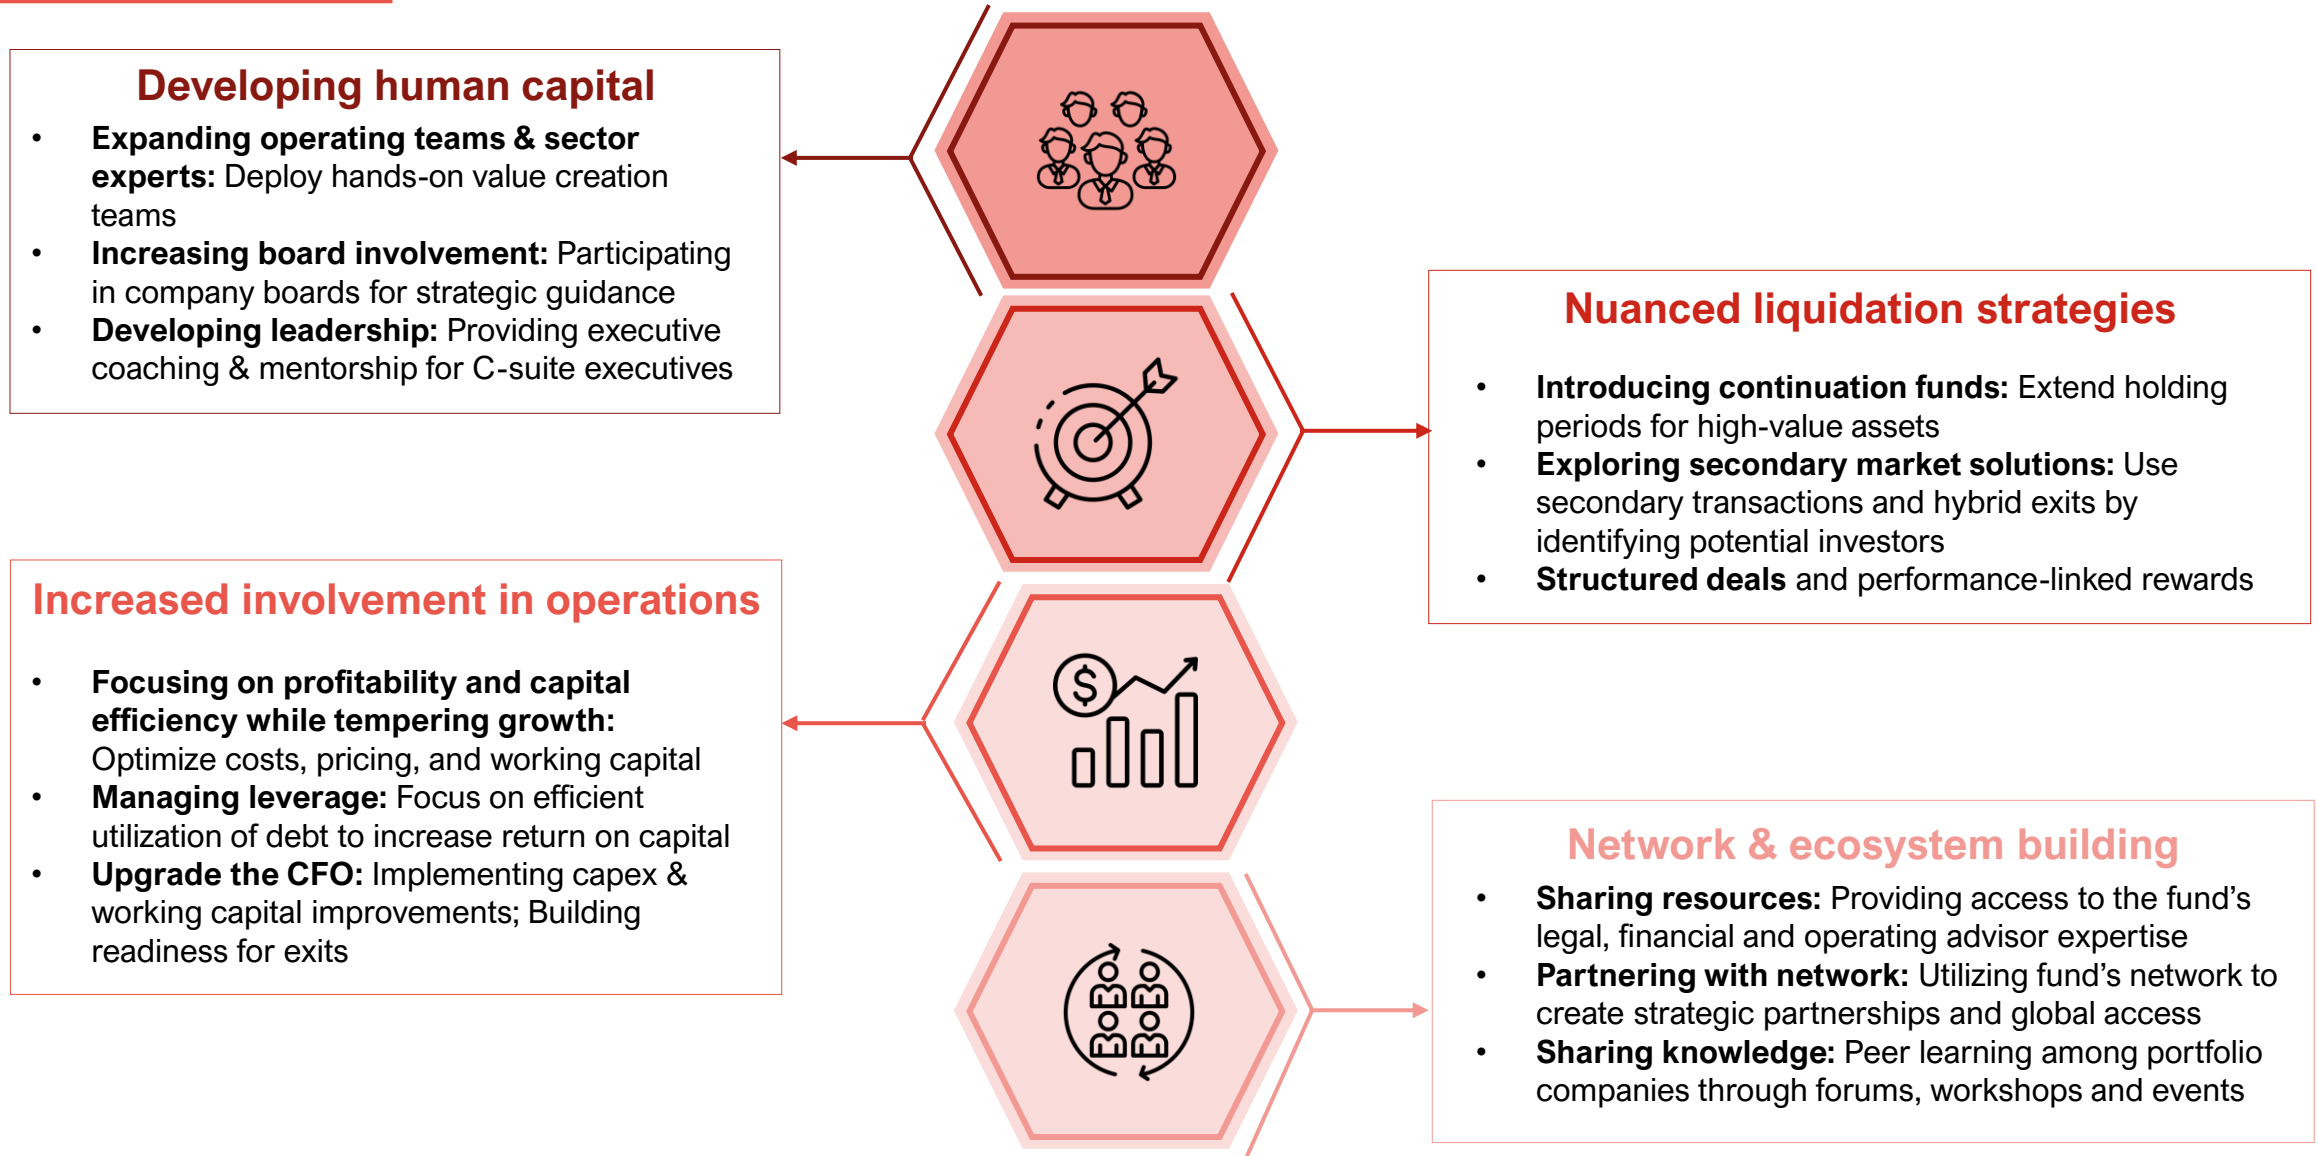 Developing human capital
• Expanding operating teams & sector
experts: Deploy hands-on value creation
teams
• Increasing board involvement: Participating
in company boards for strategic guidance
• Developing leadership: Providing executive
coaching & mentorship for C-suite executives
Nuanced liquidation strategies
• Introducing continuation funds: Extend holding
periods for high-value assets
• Exploring secondary market solutions: Use
secondary transactions and hybrid exits by
identifying potential investors
• Structured deals and performance-linked rewards
Increased involvement in operations
• Focusing on profitability and capital
efficiency while tempering growth:
Optimize costs, pricing, and working capital
• Managing leverage: Focus on efficient
utilization of debt to increase return on capital
• Upgrade the CFO: Implementing capex &
working capital improvements; Building
readiness for exits
$
Network & ecosystem building
• Sharing resources: Providing access to the fund’s
legal, financial and operating advisor expertise
• Partnering with network: Utilizing fund’s network to
create strategic partnerships and global access
• Sharing knowledge: Peer learning among portfolio
companies through forums, workshops and events